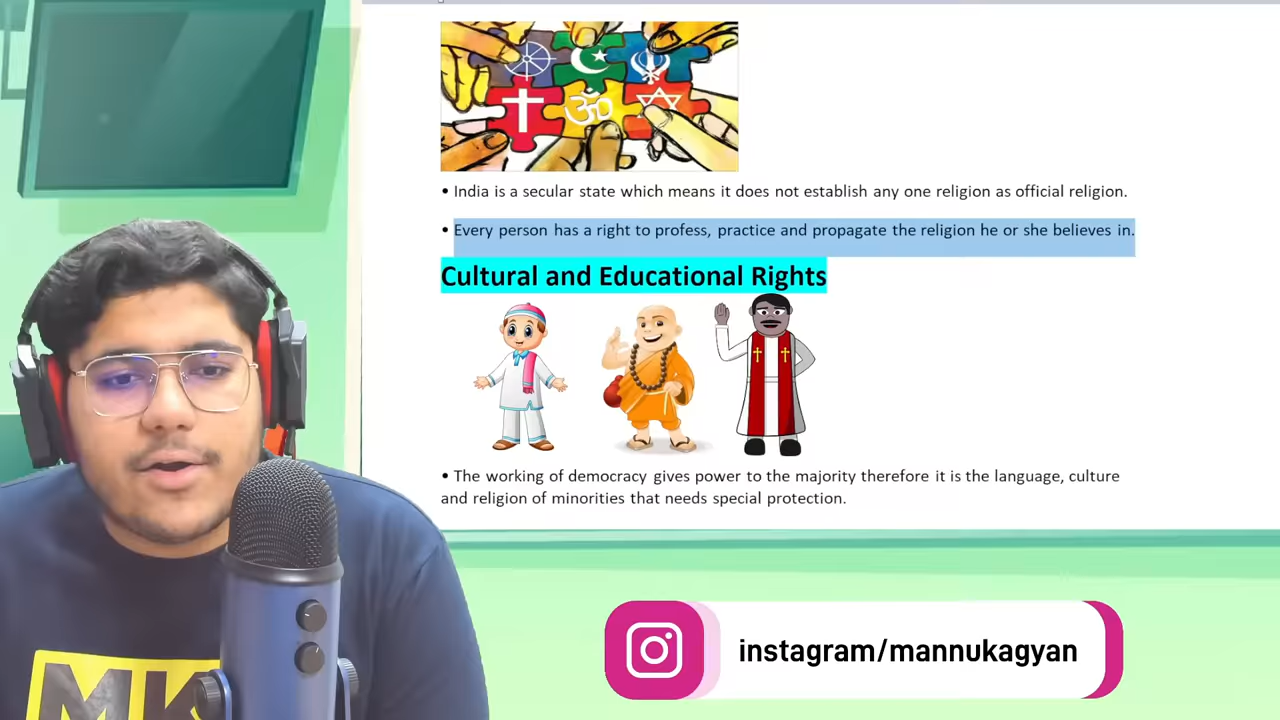 • India is a secular state which means it does not establish any one religion as official religion.
• Every person has a right to profess, practice and propagate the religion he or she believes in.
Cultural and Educational Rights
• The working of democracy gives power to the majority therefore it is the language, culture
and religion of minorities that needs special protection.
instagram/mannukagyan
MK